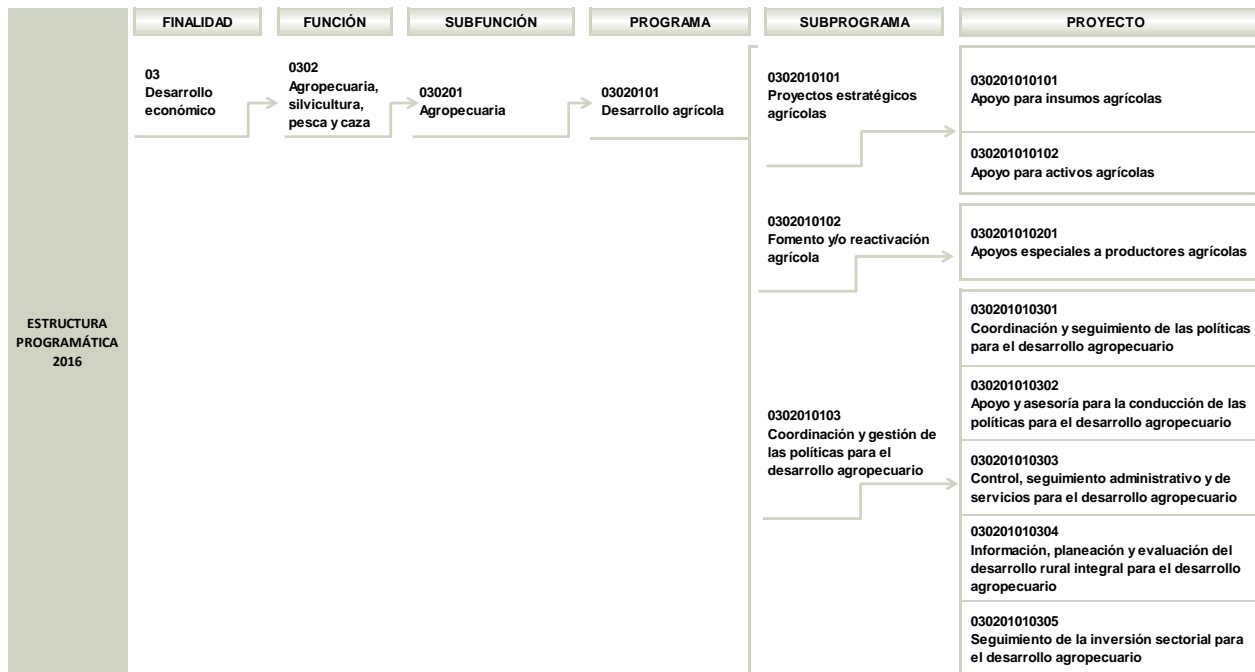 FINALIDAD
FUNCIÓN
SUBFUNCIÓN
PROGRAMA
SUBPROGRAMA
PROYECTO
ESTRUCTURA
PROGRAMÁTICA
2016
03
Desarrollo
económico
0302
Agropecuaria,
silvicultura,
pesca y caza
030201
Agropecuaria
03020101
Desarrollo agrícola
0302010101
Proyectos estratégicos
agrícolas
030201010101
Apoyo para insumos agrícolas
030201010102
Apoyo para activos agrícolas
0302010102
Fomento y/o reactivación
agrícola
030201010201
Apoyos especiales a productores agrícolas
0302010103
Coordinación y gestión de
las políticas para el
desarrollo agropecuario
030201010301
Coordinación y seguimiento de las políticas
para el desarrollo agropecuario
030201010302
Apoyo y asesoría para la conducción de las
políticas para el desarrollo agropecuario
030201010303
Control, seguimiento administrativo y de
servicios para el desarrollo agropecuario
030201010304
Información, planeación y evaluación del
desarrollo rural integral para el desarrollo
agropecuario
030201010305
Seguimiento de la inversión sectorial para
el desarrollo agropecuario